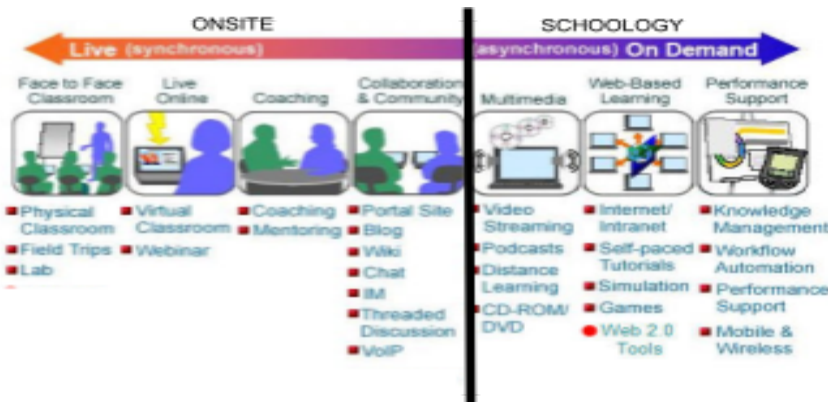 ONSITE
SCHOOLOGY
Live (synchronous)
(asynchronous) On Demand
Face to Face
Classroom
Live
Online
Coaching
Collaboration
& Community
Multimedia
Web-Based
Learning
Performance
Support
Physical
Classroom
Field Trips
Lab
Virtual
Classroom
Webinar
Coaching
Mentoring
Portal Site
Blog
Wiki
Chat
IM
Threaded
Discussion
VoIP
Video
Streaming
Podcasts
Distance
Learning
CD-ROM/
DVD
Internet/
Intranet
Self-paced
Tutorials
Simulation
Games
Web 2.0
Tools
Knowledge
Management
Workflow
Automation
Performance
Support
Mobile &
Wireless